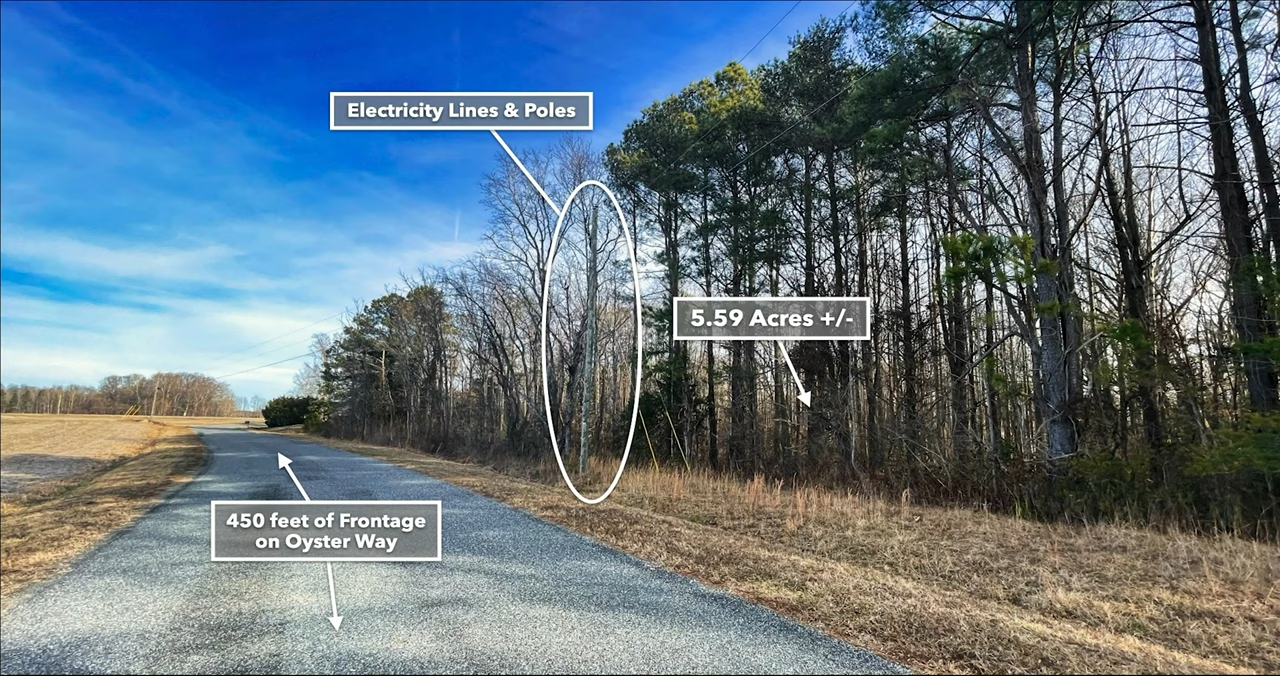 Electricity Lines & Poles
5.59 Acres +/-
450 feet of Frontage
on Oyster Way